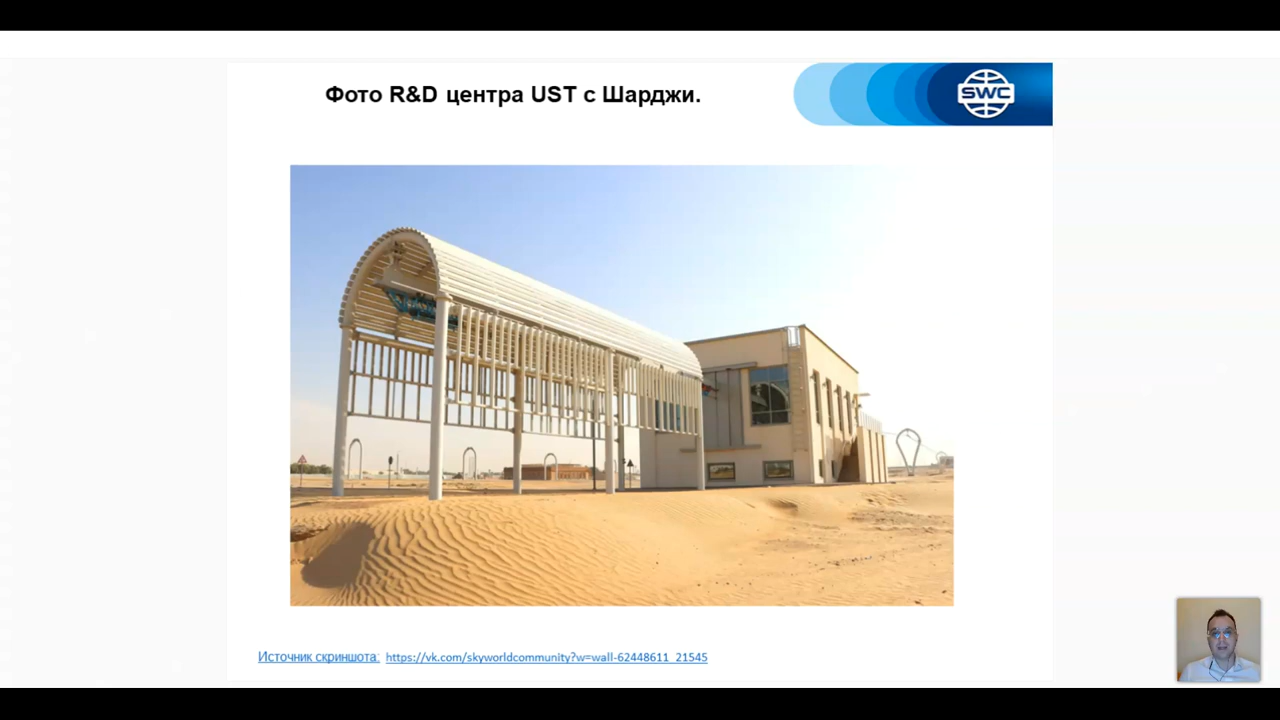 Фото R&D центра UST с Шарджи.
SWC
Источник скриншота: https://vk.com/skyworldcommunity?w=wall-62448611_21545